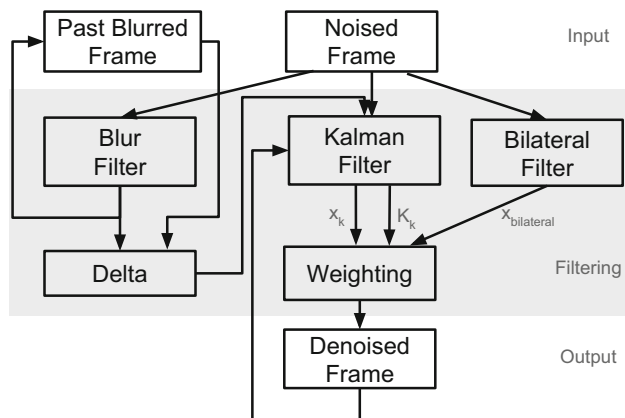 Past Blurred
Frame
Noised
Frame
Input
Blur
Filter
Kalman
Filter
Bilateral
Filter
x_k
K_k
x_bilateral
Delta
Weighting
Filtering
Denoised
Frame
Output